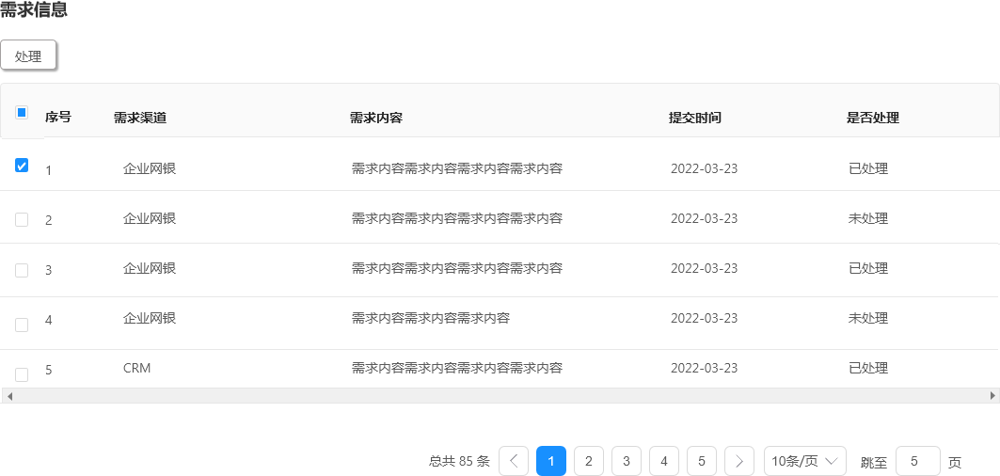 需求信息
处理
序号 需求渠道 需求内容 提交时间 是否处理
1 企业网银 需求内容需求内容需求内容需求内容 2022-03-23 已处理
2 企业网银 需求内容需求内容需求内容需求内容 2022-03-23 未处理
3 企业网银 需求内容需求内容需求内容需求内容 2022-03-23 已处理
4 企业网银 需求内容需求内容需求内容 2022-03-23 未处理
5 CRM 需求内容需求内容需求内容需求内容 2022-03-23 已处理
总共 85 条 1 2 3 4 5 10条/页 跳至 5 页